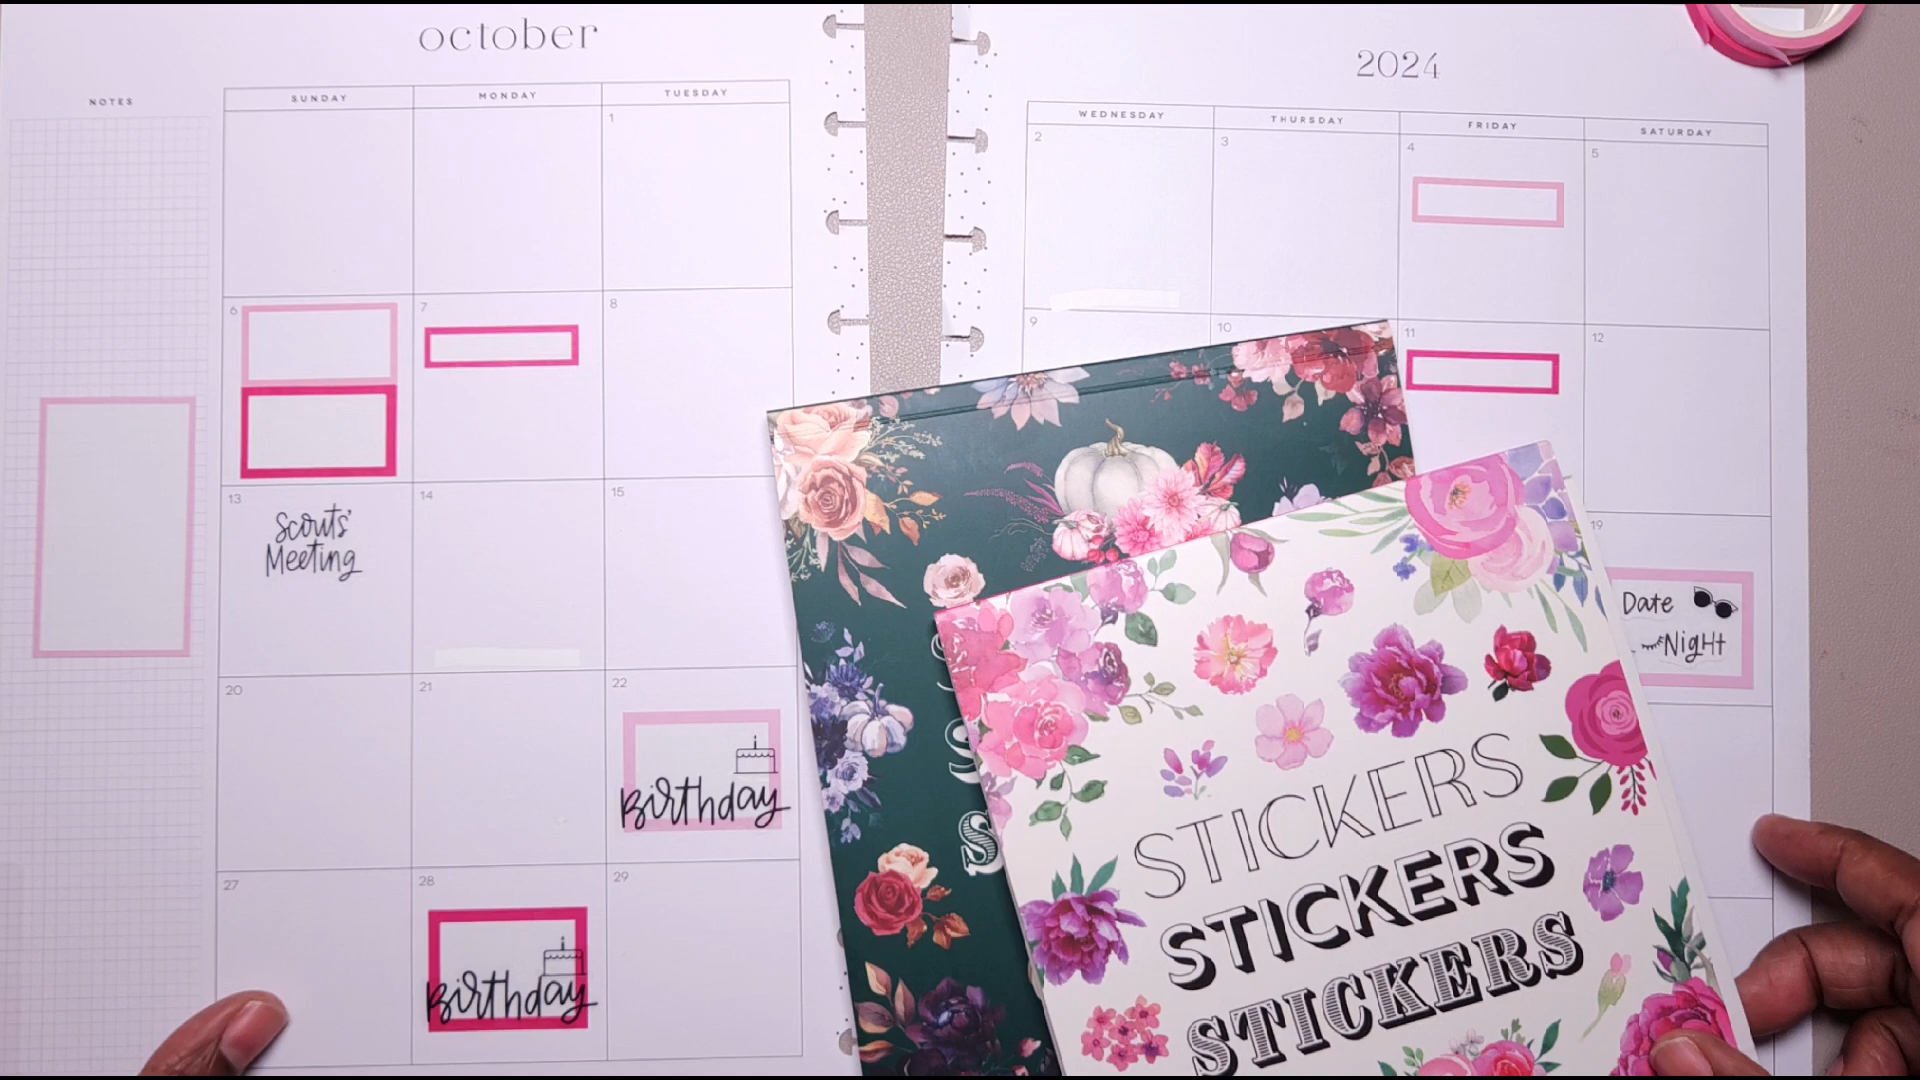 october
2024
NOTES
SUNDAY
MONDAY
TUESDAY
WEDNESDAY
THURSDAY
FRIDAY
SATURDAY
1
2
3
4
5
6
7
8
9
10
11
12
13
Scouts'
Meeting
14
15
19
Date
Night
20
21
22
Birthday
27
28
Birthday
29
STICKERS
STICKERS
STICKERS